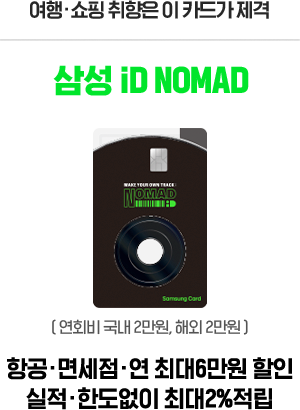 여행·쇼핑 취향은 이 카드가 제격
삼성 iD NOMAD
MAKE YOUR OWN TRACK
NOMAD
Samsung Card
( 연회비 국내 2만원, 해외 2만원 )
항공·면세점·연 최대6만원 할인
실적·한도없이 최대2%적립